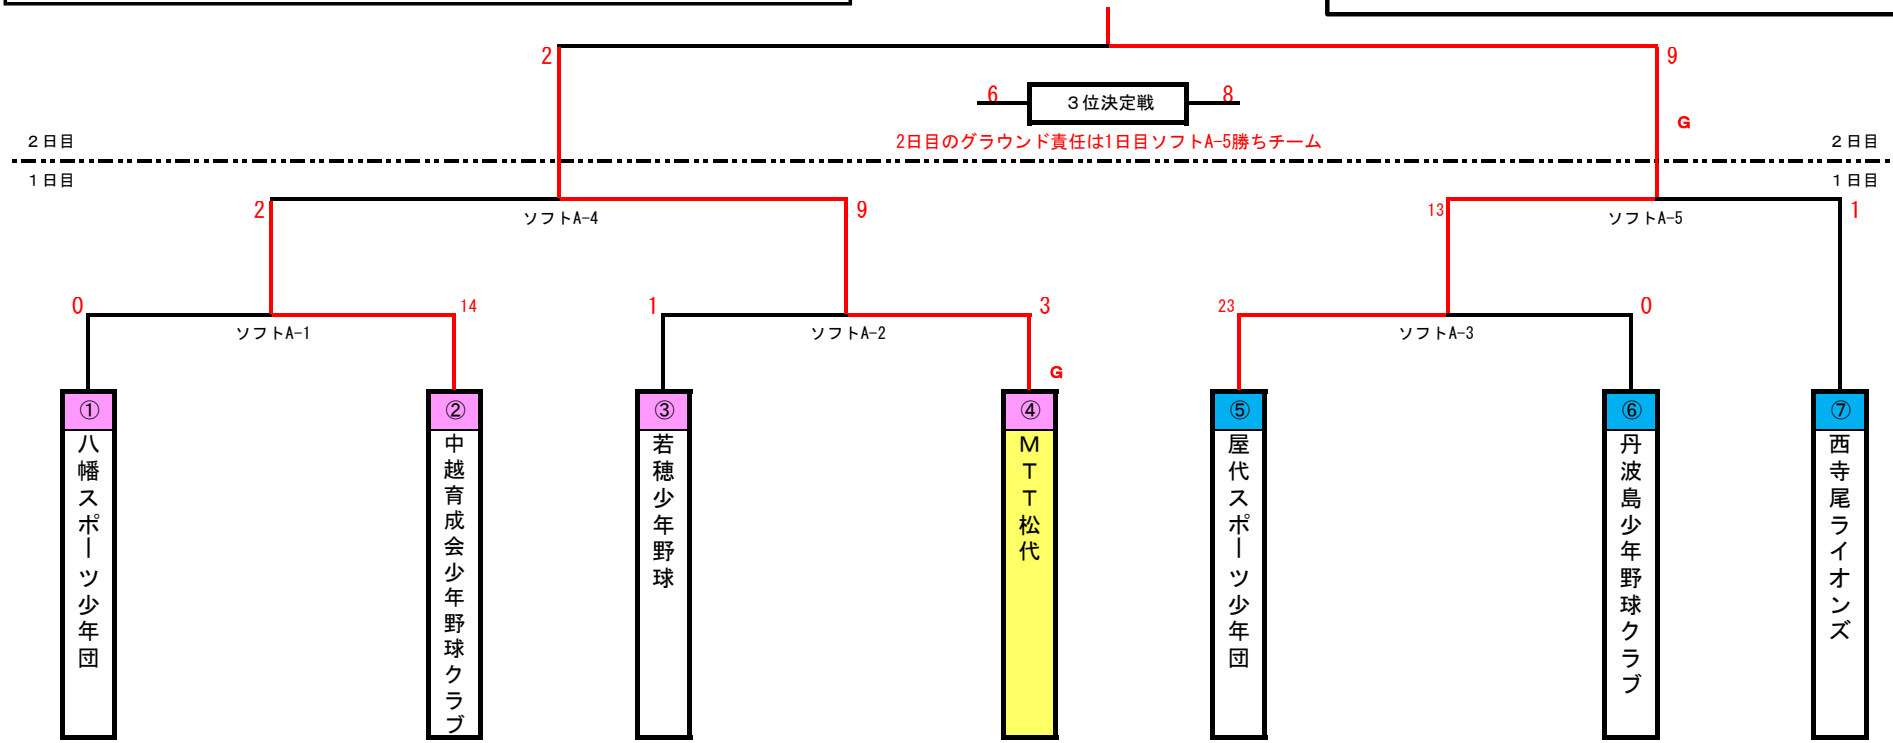 2
9
6
３位決定戦
8
G
2日目のグラウンド責任は1日目ソフトA-5勝ちチーム
２日目
２日目
１日目
１日目
2
ソフトA-4
9
13
ソフトA-5
1
0
ソフトA-1
14
1
ソフトA-2
3
23
ソフトA-3
0
G
①
②
③
④
⑤
⑥
⑦
八幡スポーツ少年団
中越育成会少年野球クラブ
若穂少年野球
ＭＴＴ松代
屋代スポーツ少年団
丹波島少年野球クラブ
西寺尾ライオンズ